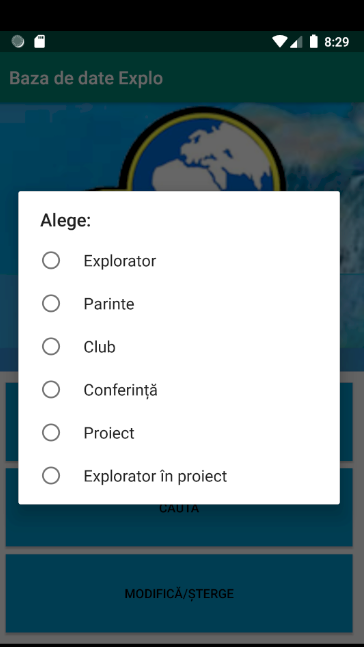 8:29
Baza de date Explo
Alege:
Explorator
Parinte
Club
Conferință
Proiect
Explorator în proiect
CAUTĂ
MODIFICĂ/ȘTERGE